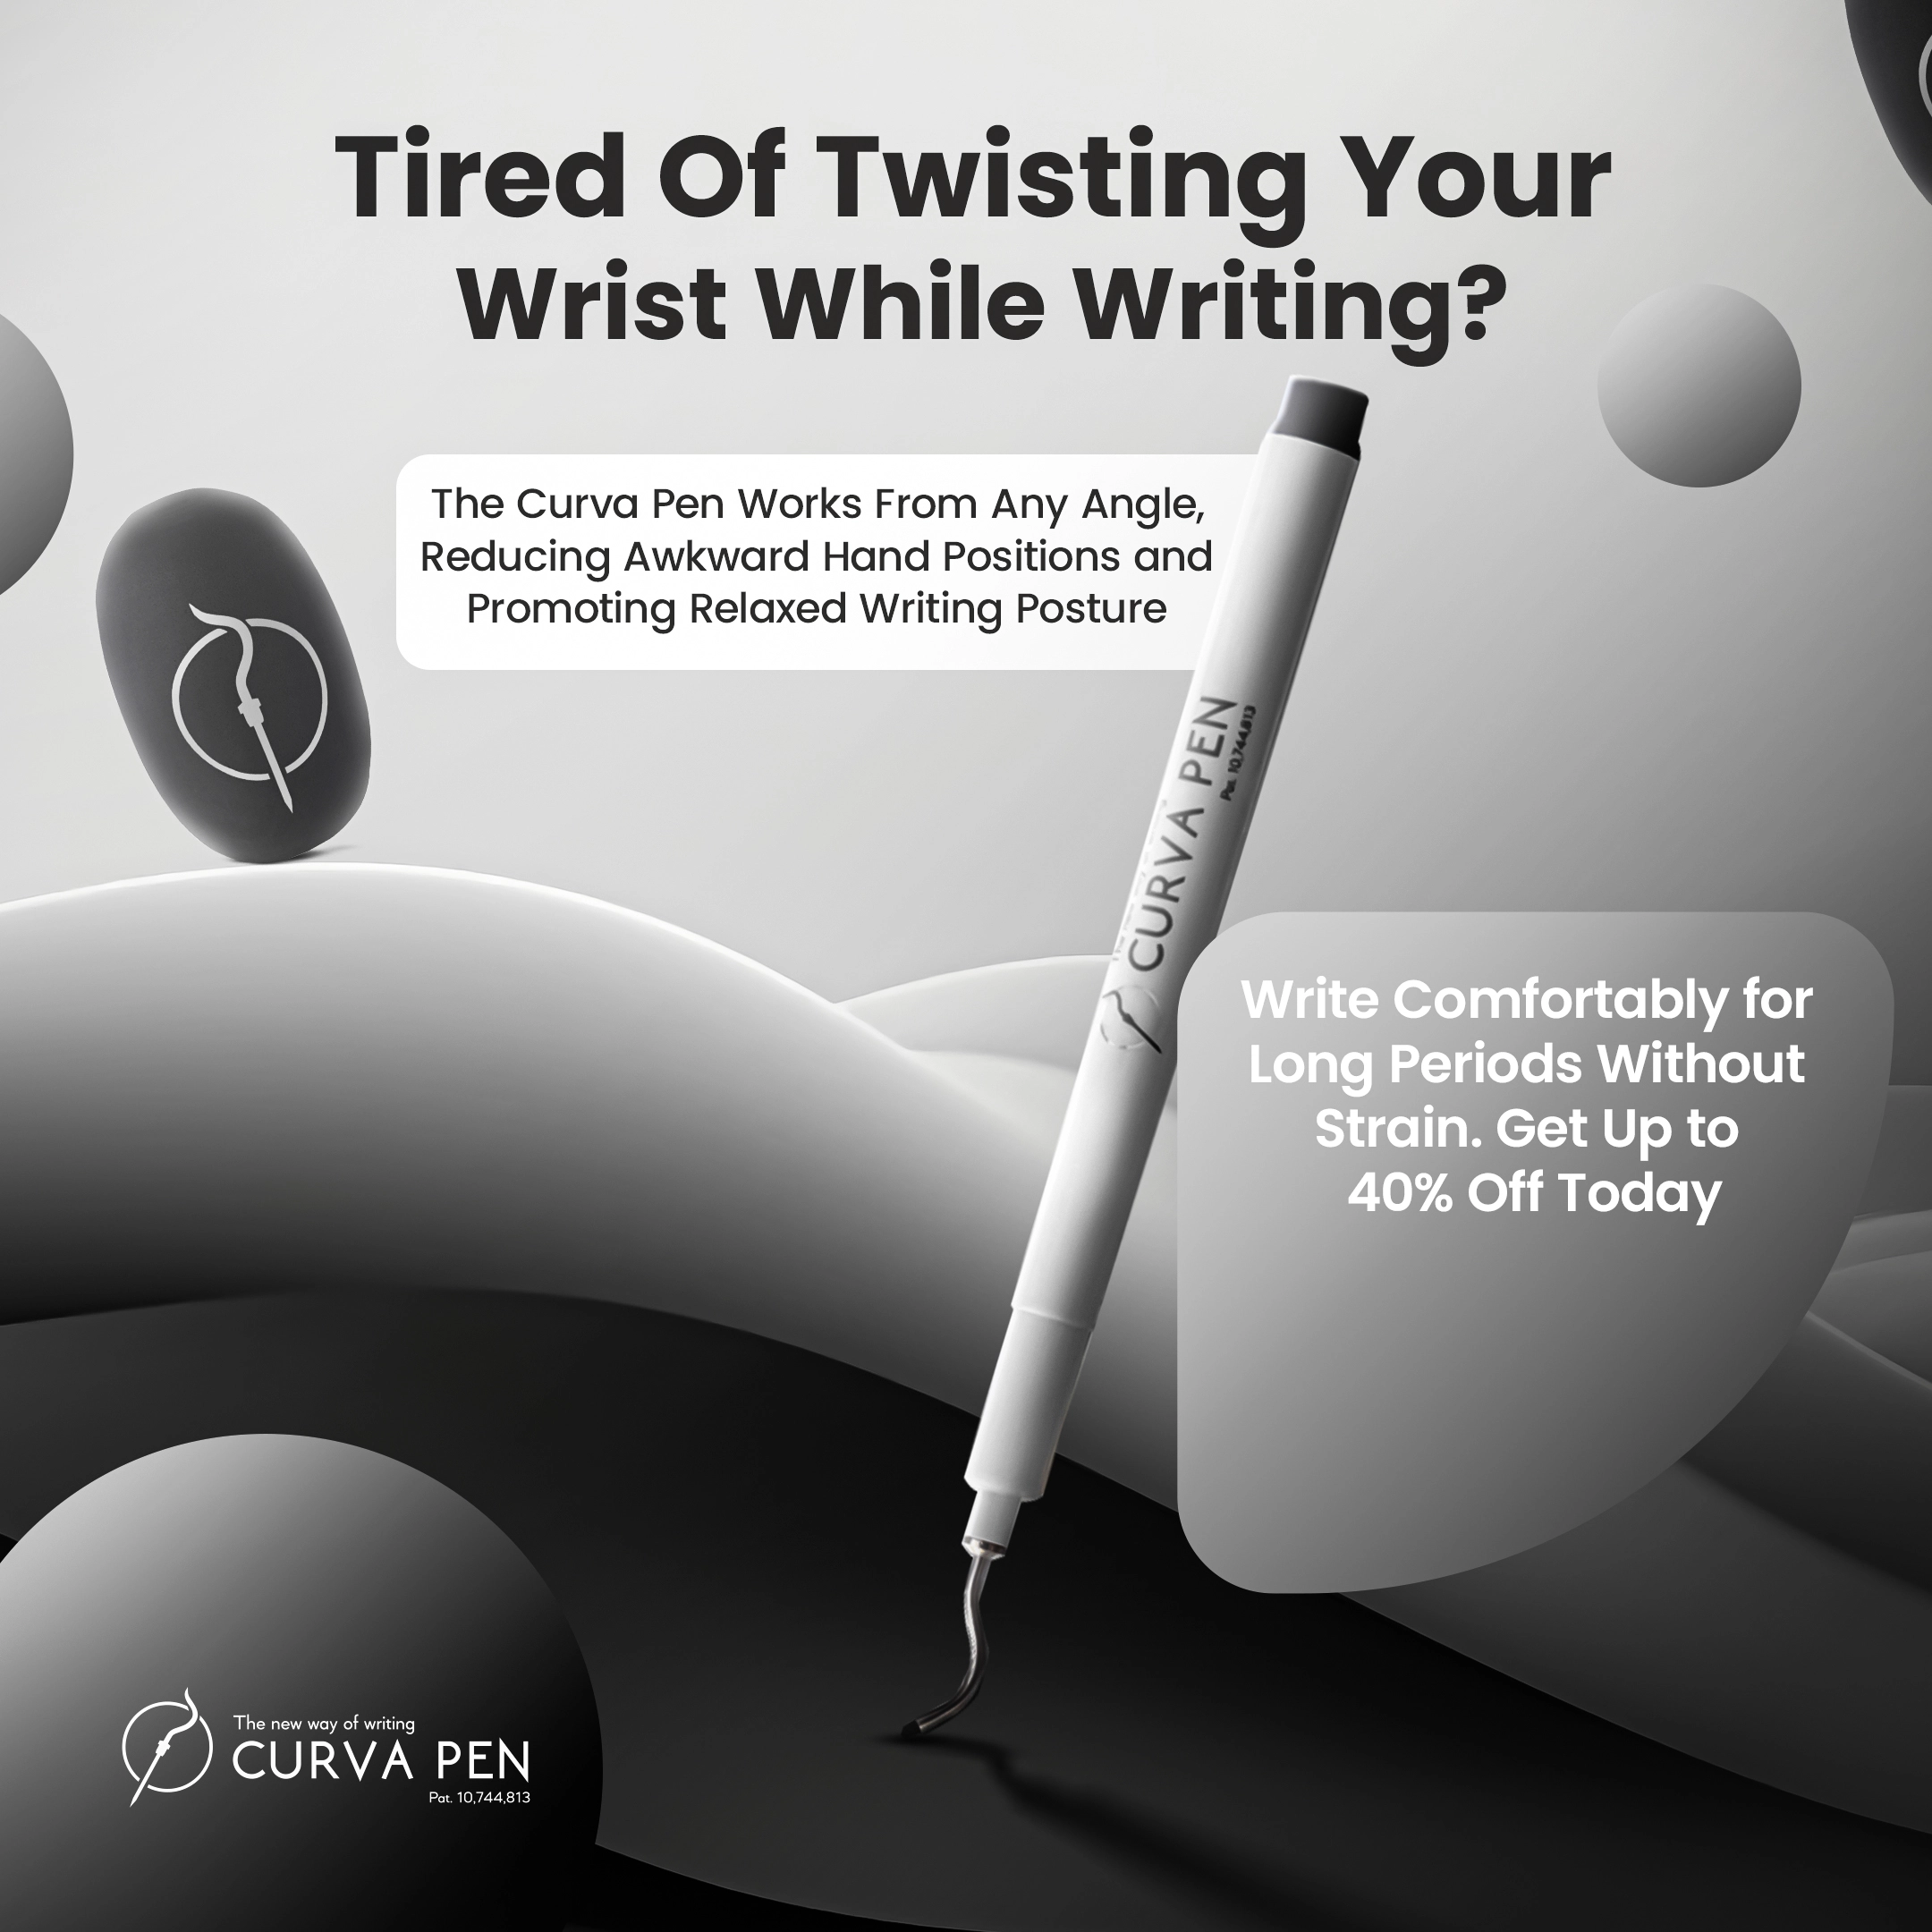 Tired Of Twisting Your
Wrist While Writing?
The Curva Pen Works From Any Angle,
Reducing Awkward Hand Positions and
Promoting Relaxed Writing Posture
CURVA PEN
Pat. 10,744,813
Write Comfortably for
Long Periods Without
Strain. Get Up to
40% Off Today
The new way of writing
CURVA PEN
Pat. 10,744,813